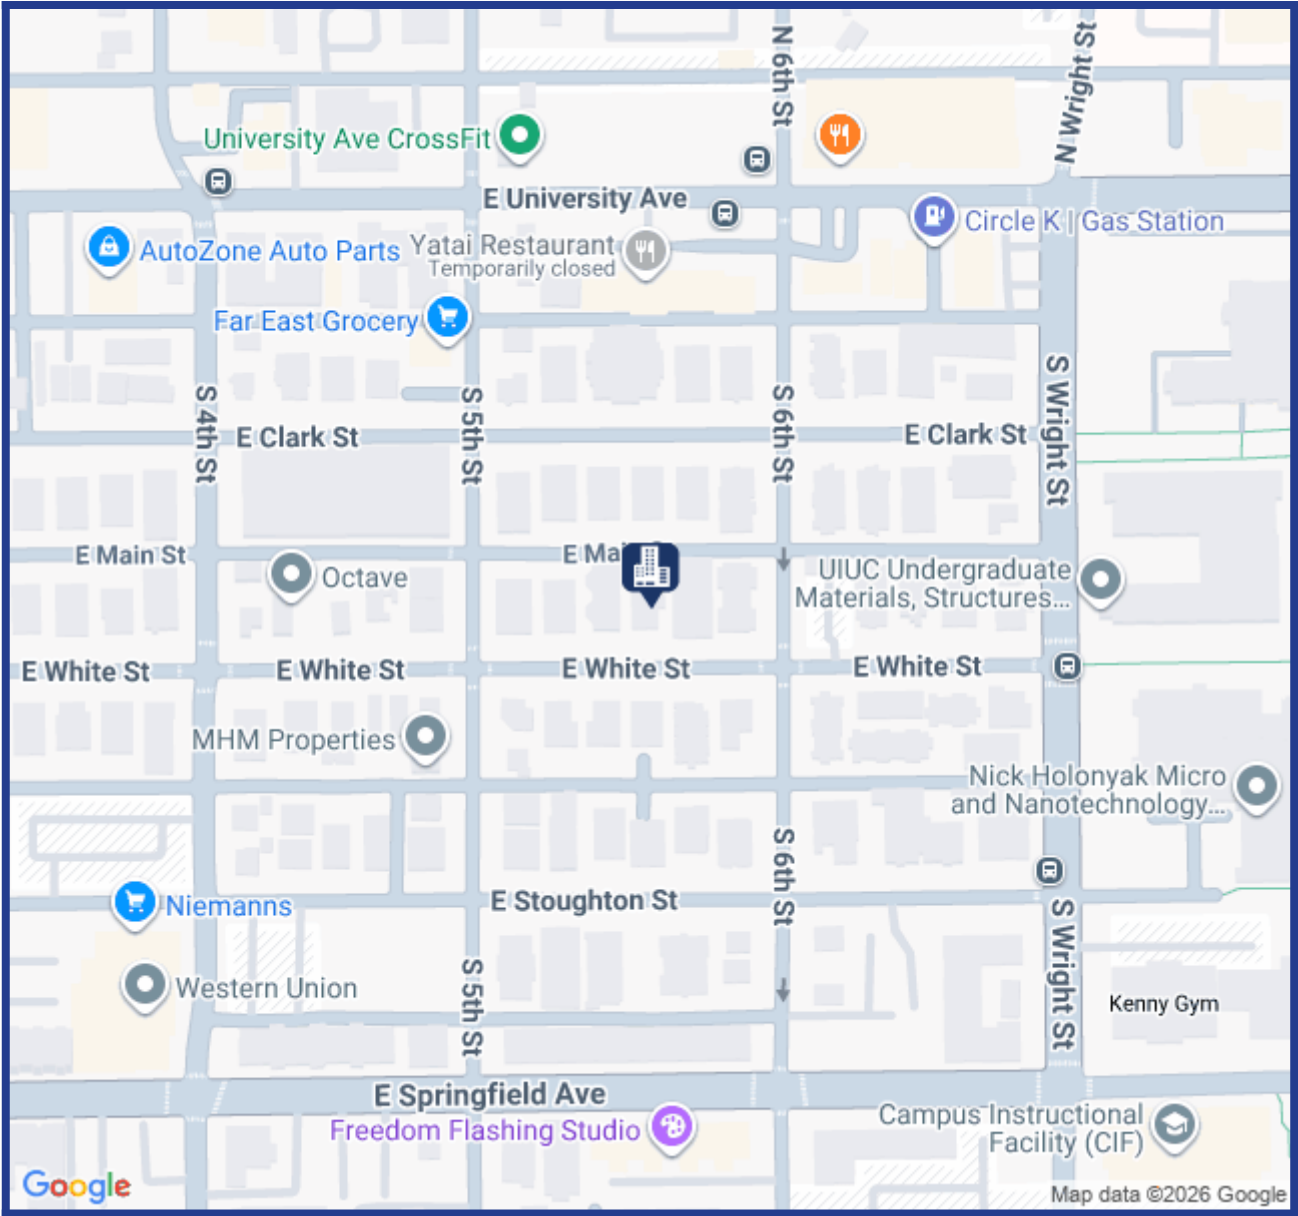 N 6th St
N Wright St
University Ave CrossFit
E University Ave
Circle K | Gas Station
AutoZone Auto Parts
Yatai Restaurant
Temporarily closed
Far East Grocery
S 4th St
S 5th St
S 6th St
S Wright St
E Clark St
E Clark St
E Main St
E Ma
Octave
UIUC Undergraduate
Materials, Structures...
E White St
E White St
E White St
E White St
MHM Properties
Nick Holonyak Micro
and Nanotechnology...
S 6th St
Niemanns
E Stoughton St
S Wright St
Western Union
S 5th St
Kenny Gym
E Springfield Ave
Freedom Flashing Studio
Campus Instructional
Facility (CIF)
Google
Map data ©2026 Google